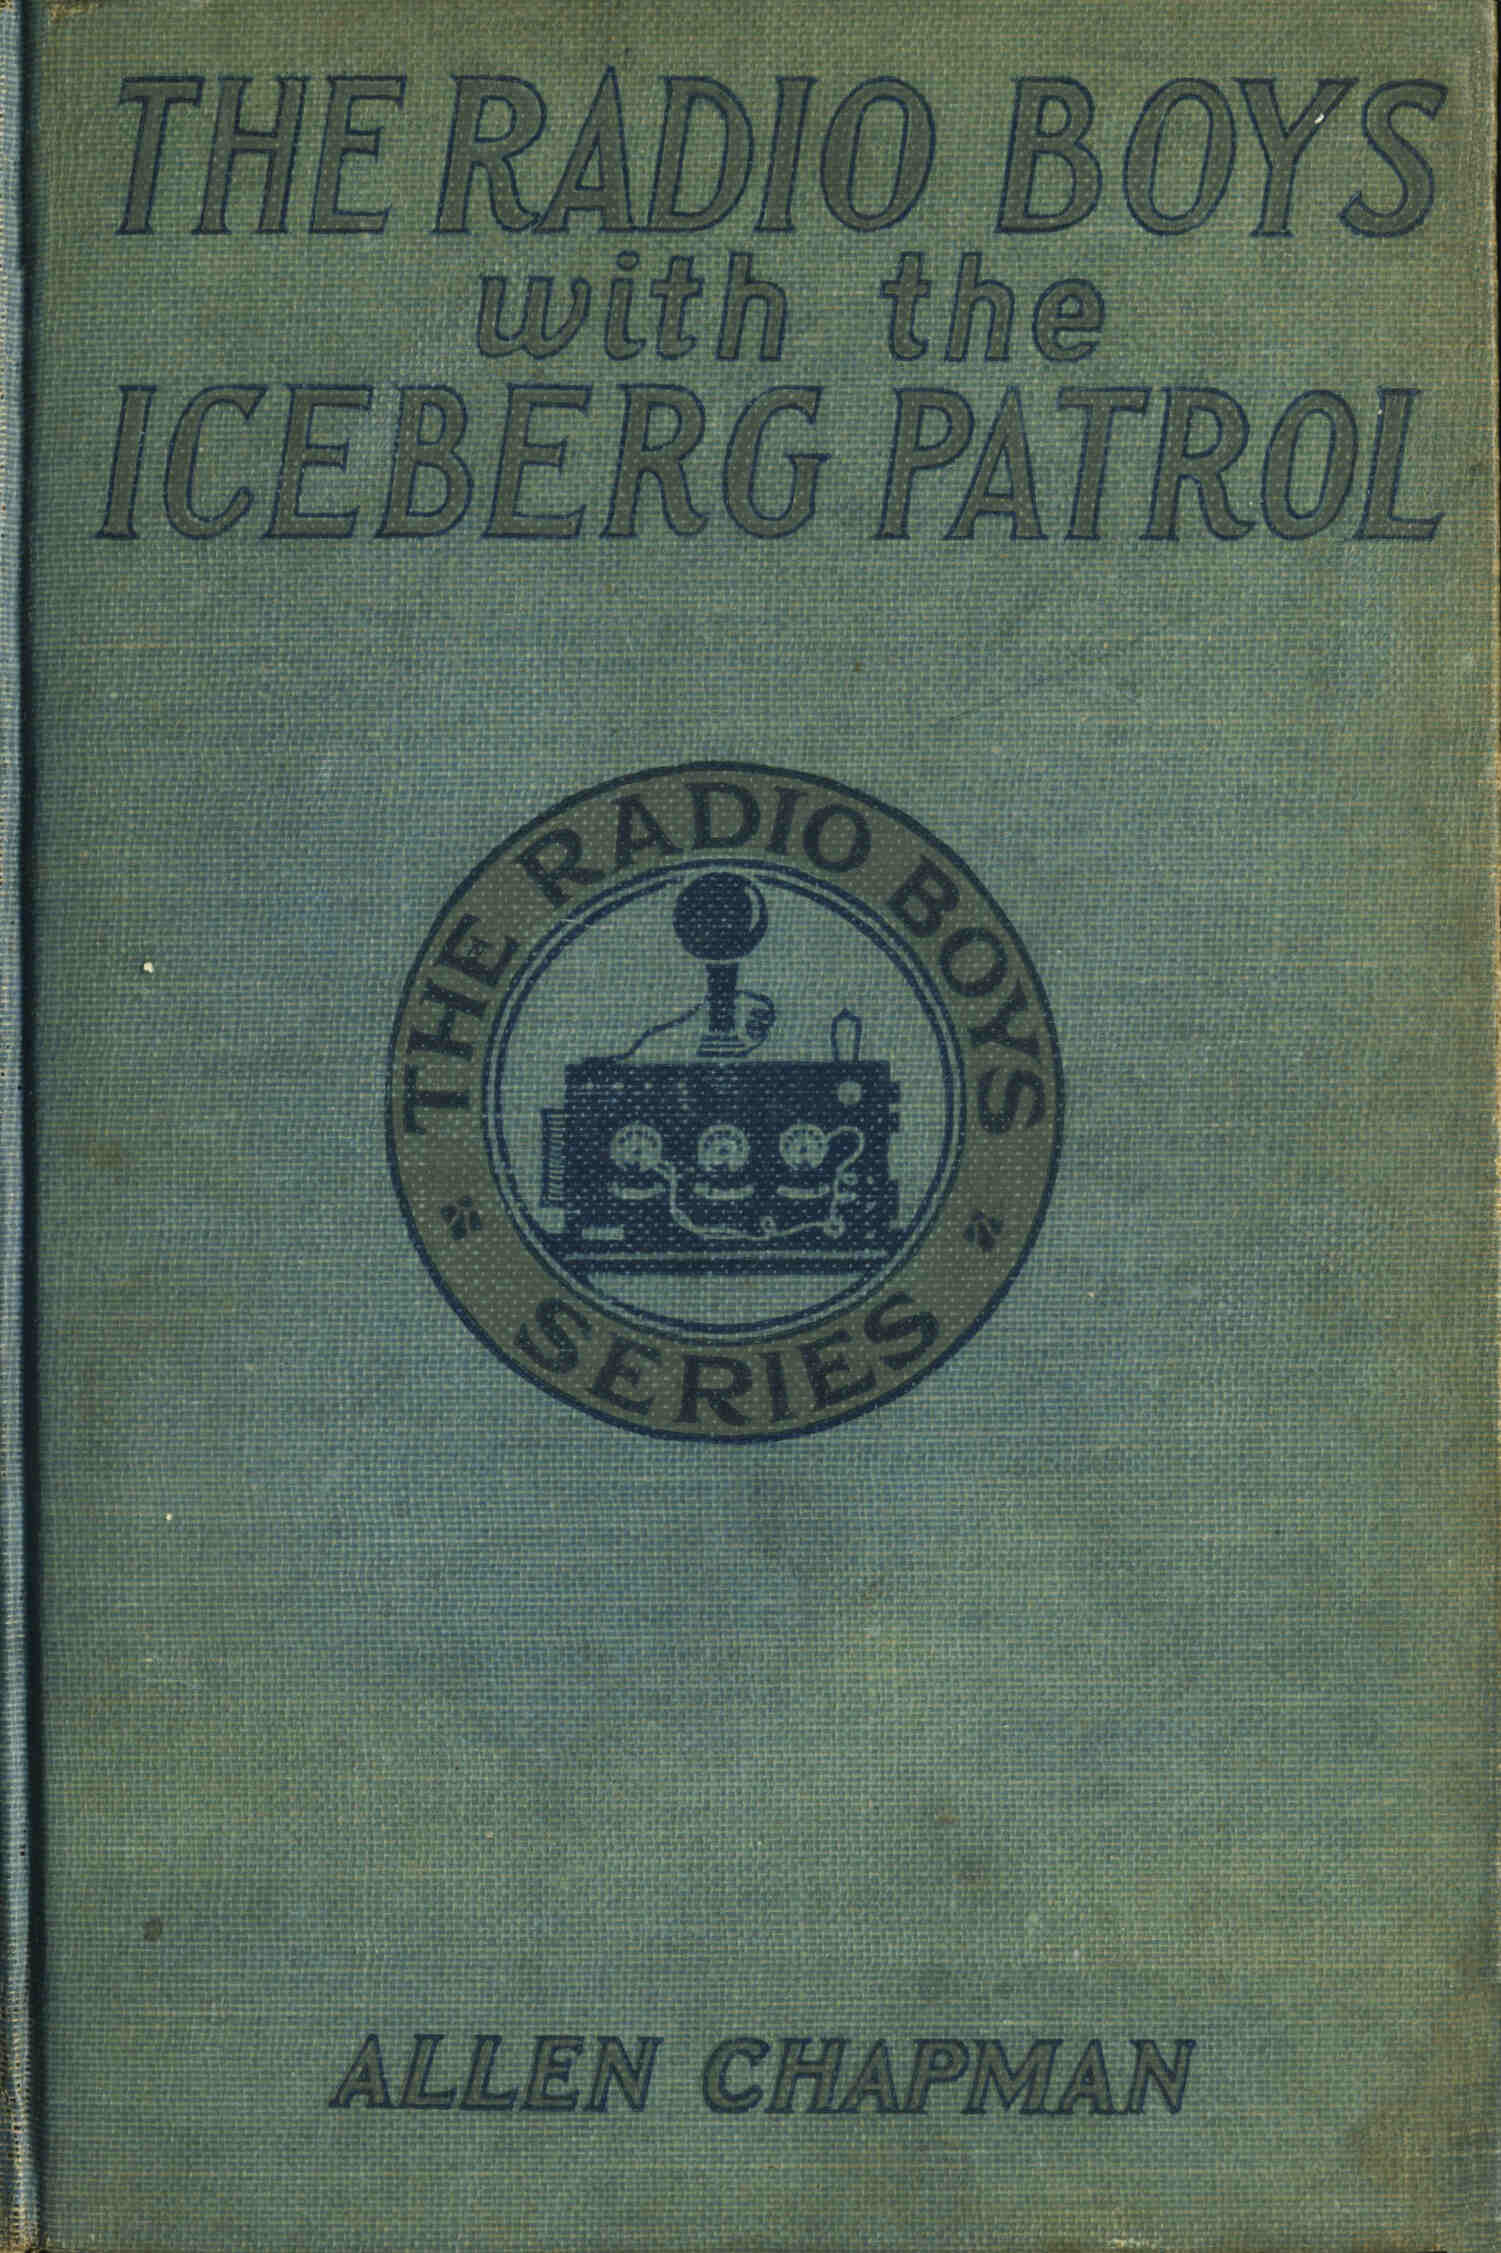 THE RADIO BOYS
with the
ICEBERG PATROL
THE RADIO BOYS
SERIES
ALLEN CHAPMAN